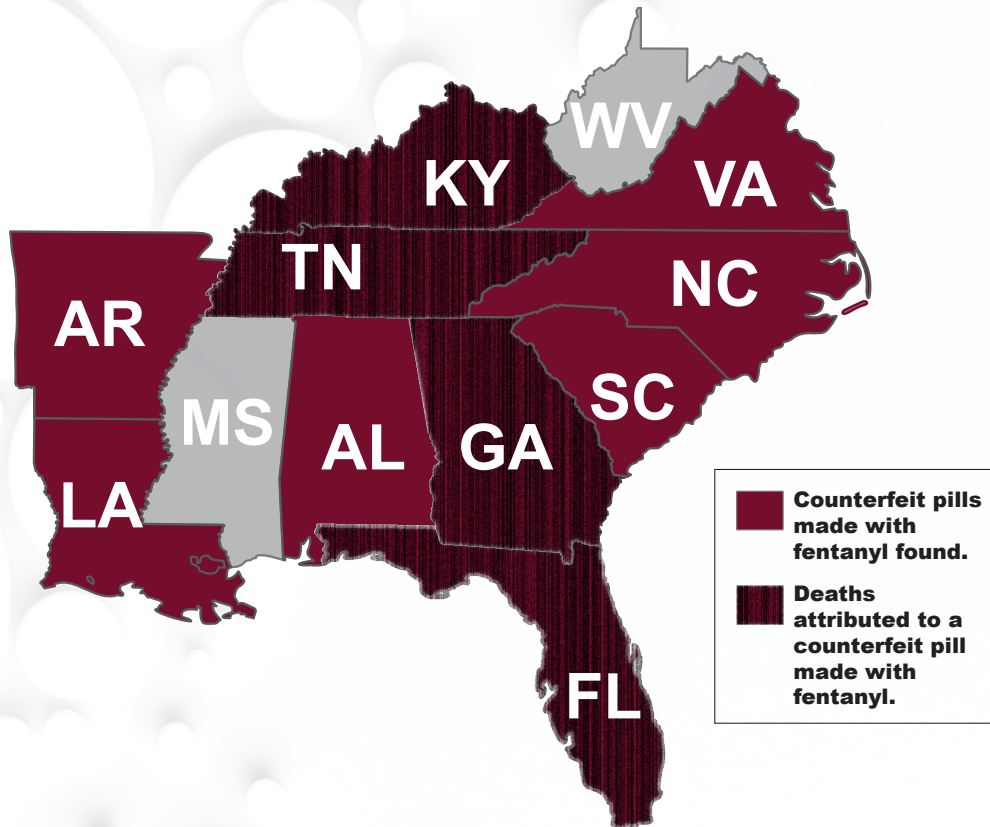 WV
KY
VA
TN
NC
AR
SC
MS
AL
GA
LA
FL
Counterfeit pills
made with
fentanyl found.
Deaths
attributed to a
counterfeit pill
made with
fentanyl.